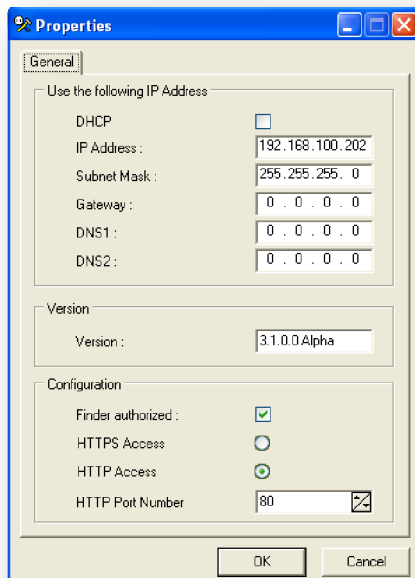 Properties
General
Use the following IP Address
DHCP
IP Address : 192.168.100.202
Subnet Mask : 255.255.255. 0
Gateway : 0 . 0 . 0 . 0
DNS1 : 0 . 0 . 0 . 0
DNS2 : 0 . 0 . 0 . 0
Version
Version : 3.1.0.0 Alpha
Configuration
Finder authorized :
HTTPS Access
HTTP Access
HTTP Port Number 80
OK Cancel